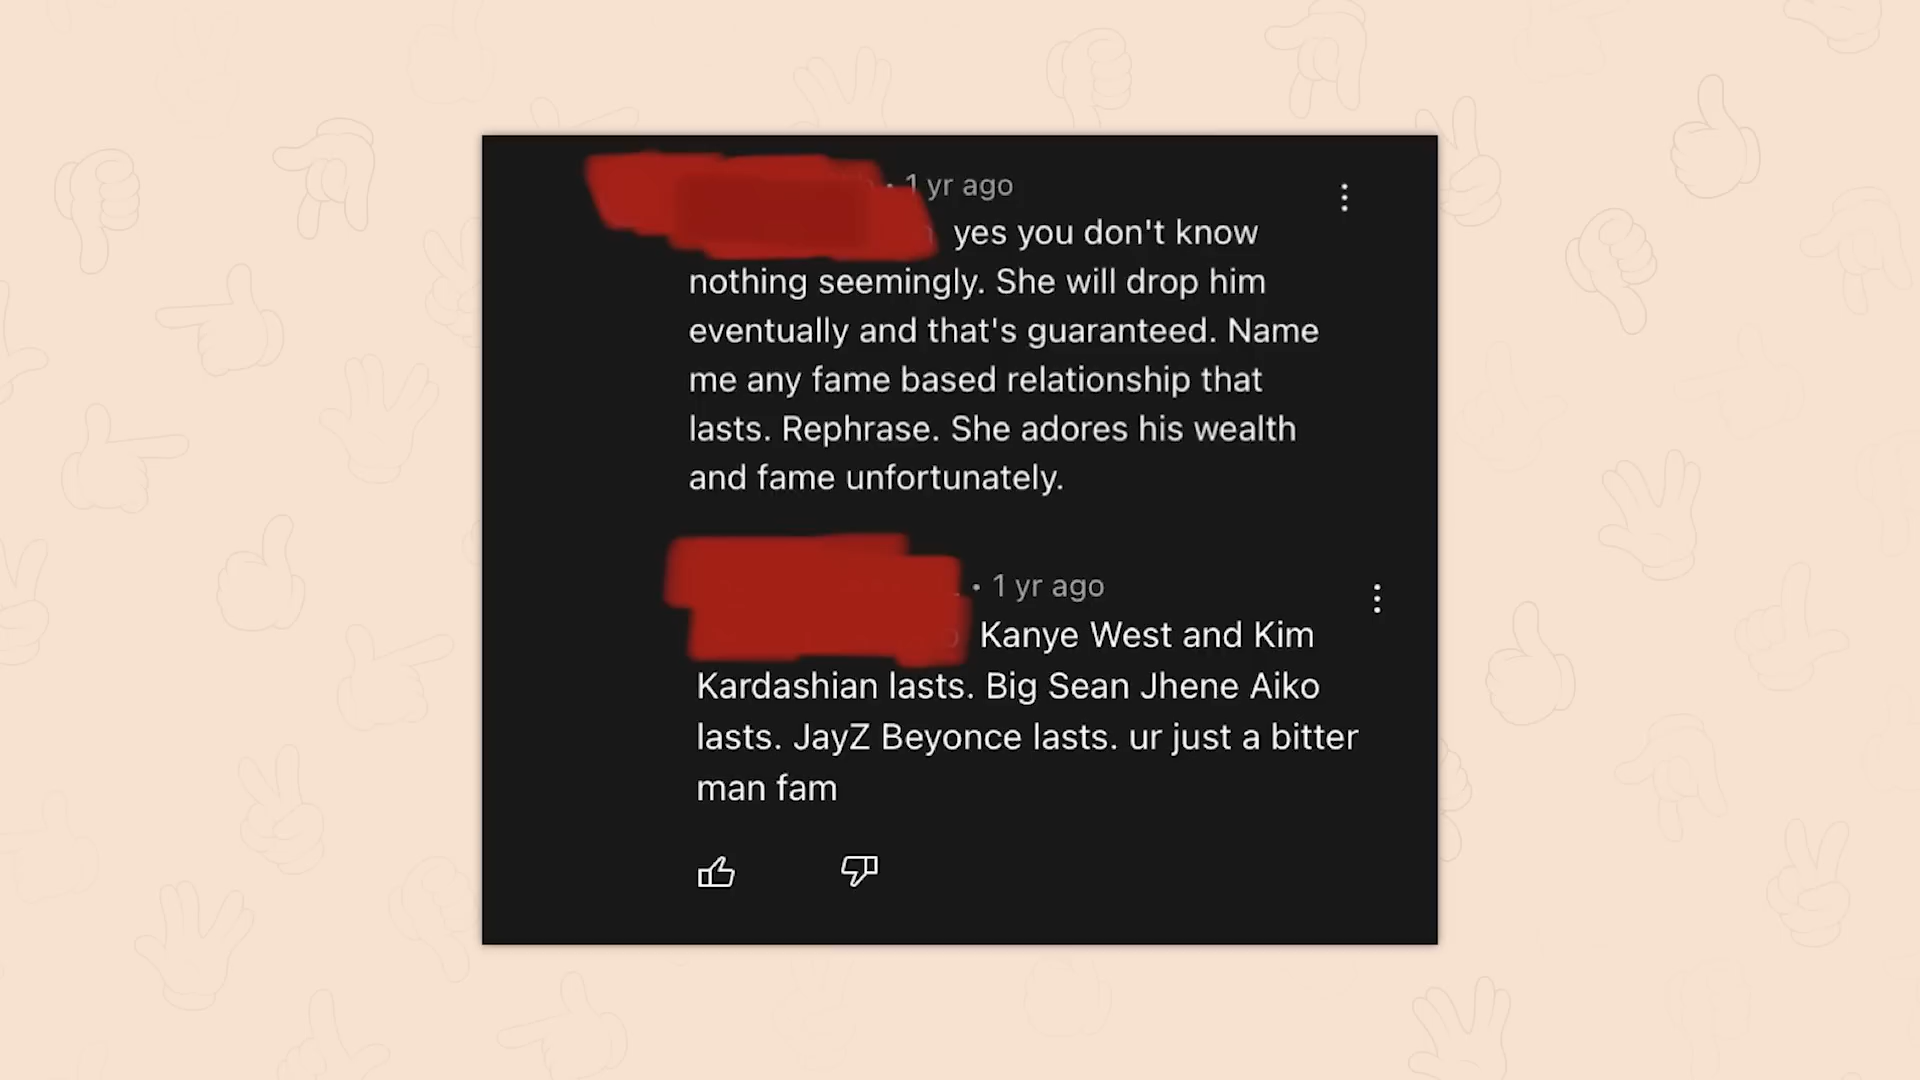 • 1 yr ago
yes you don't know
nothing seemingly. She will drop him
eventually and that's guaranteed. Name
me any fame based relationship that
lasts. Rephrase. She adores his wealth
and fame unfortunately.
• 1 yr ago
Kanye West and Kim
Kardashian lasts. Big Sean Jhene Aiko
lasts. JayZ Beyonce lasts. ur just a bitter
man fam